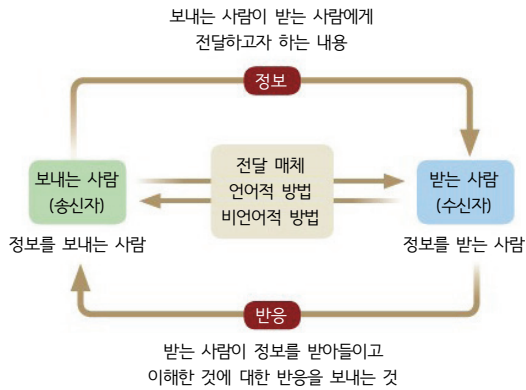 보내는 사람이 받는 사람에게
전달하고자 하는 내용
정보
보내는 사람
(송신자)
정보를 보내는 사람
전달 매체
언어적 방법
비언어적 방법
받는 사람
(수신자)
정보를 받는 사람
반응
받는 사람이 정보를 받아들이고
이해한 것에 대한 반응을 보내는 것